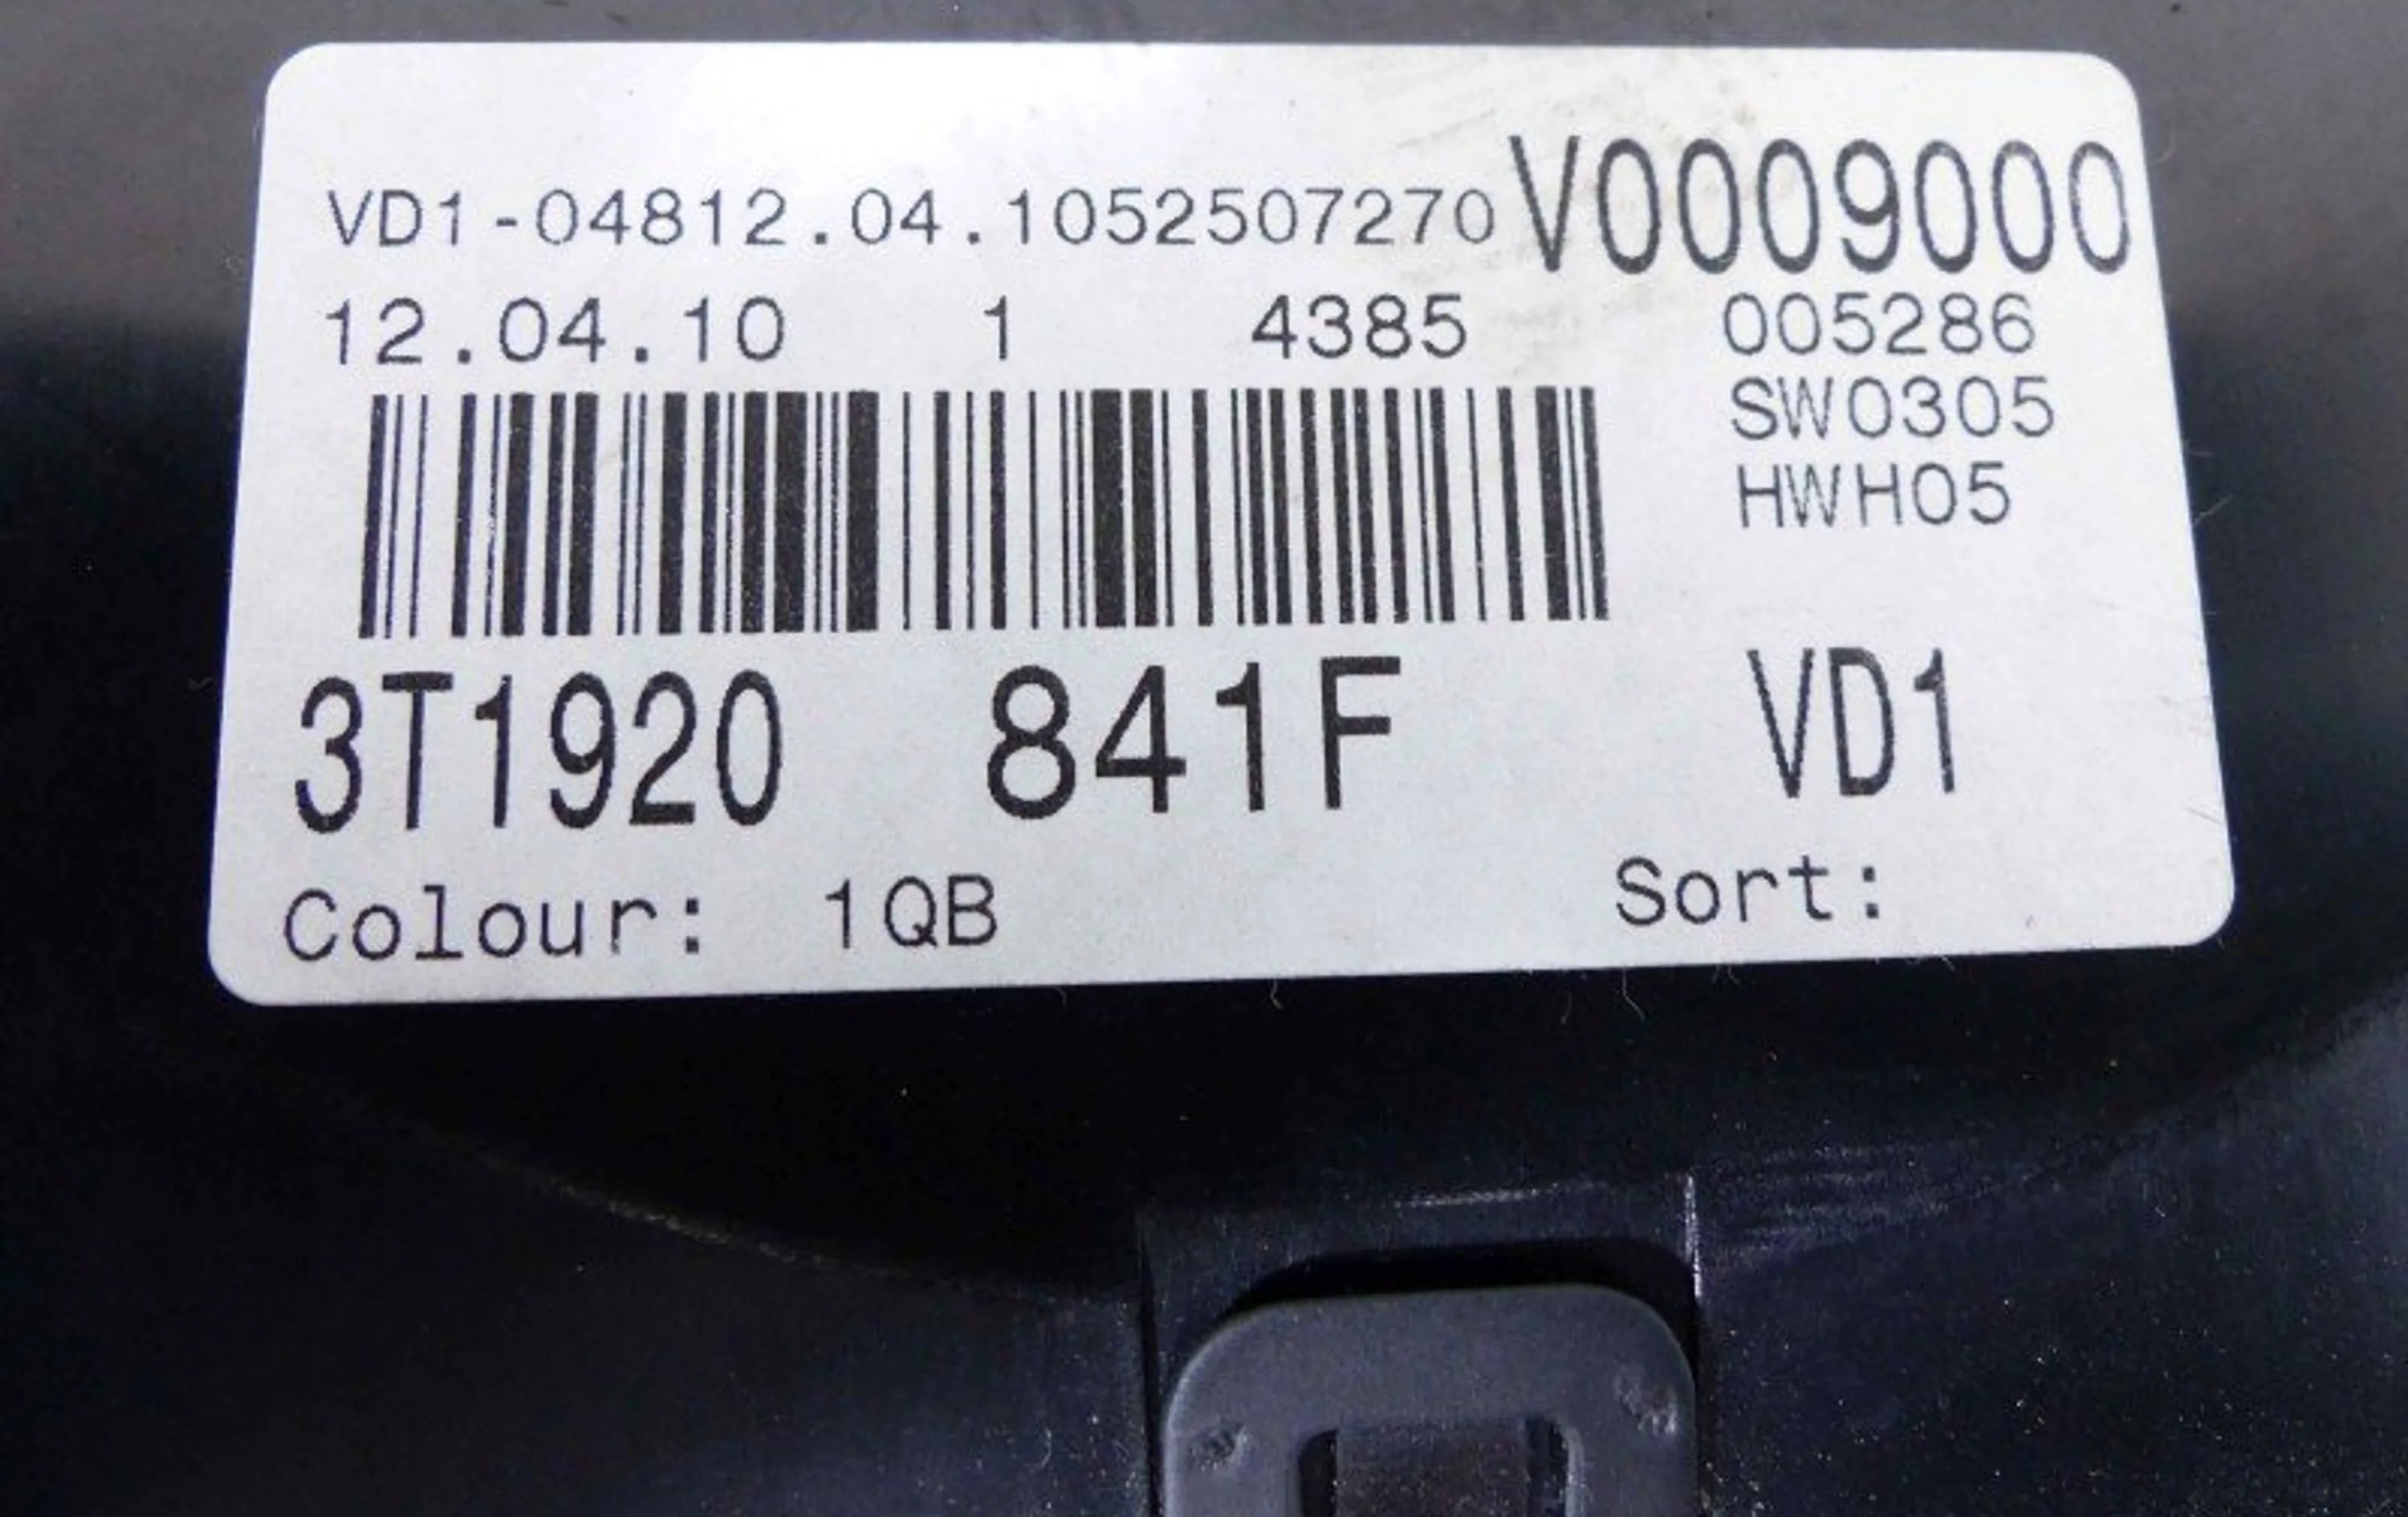 VD1-04812.04.1052507270 V0009000
12.04.10 1 4385 005286
SW0305
HWH05
3T1920 841F VD1
Colour: 1QB Sort: